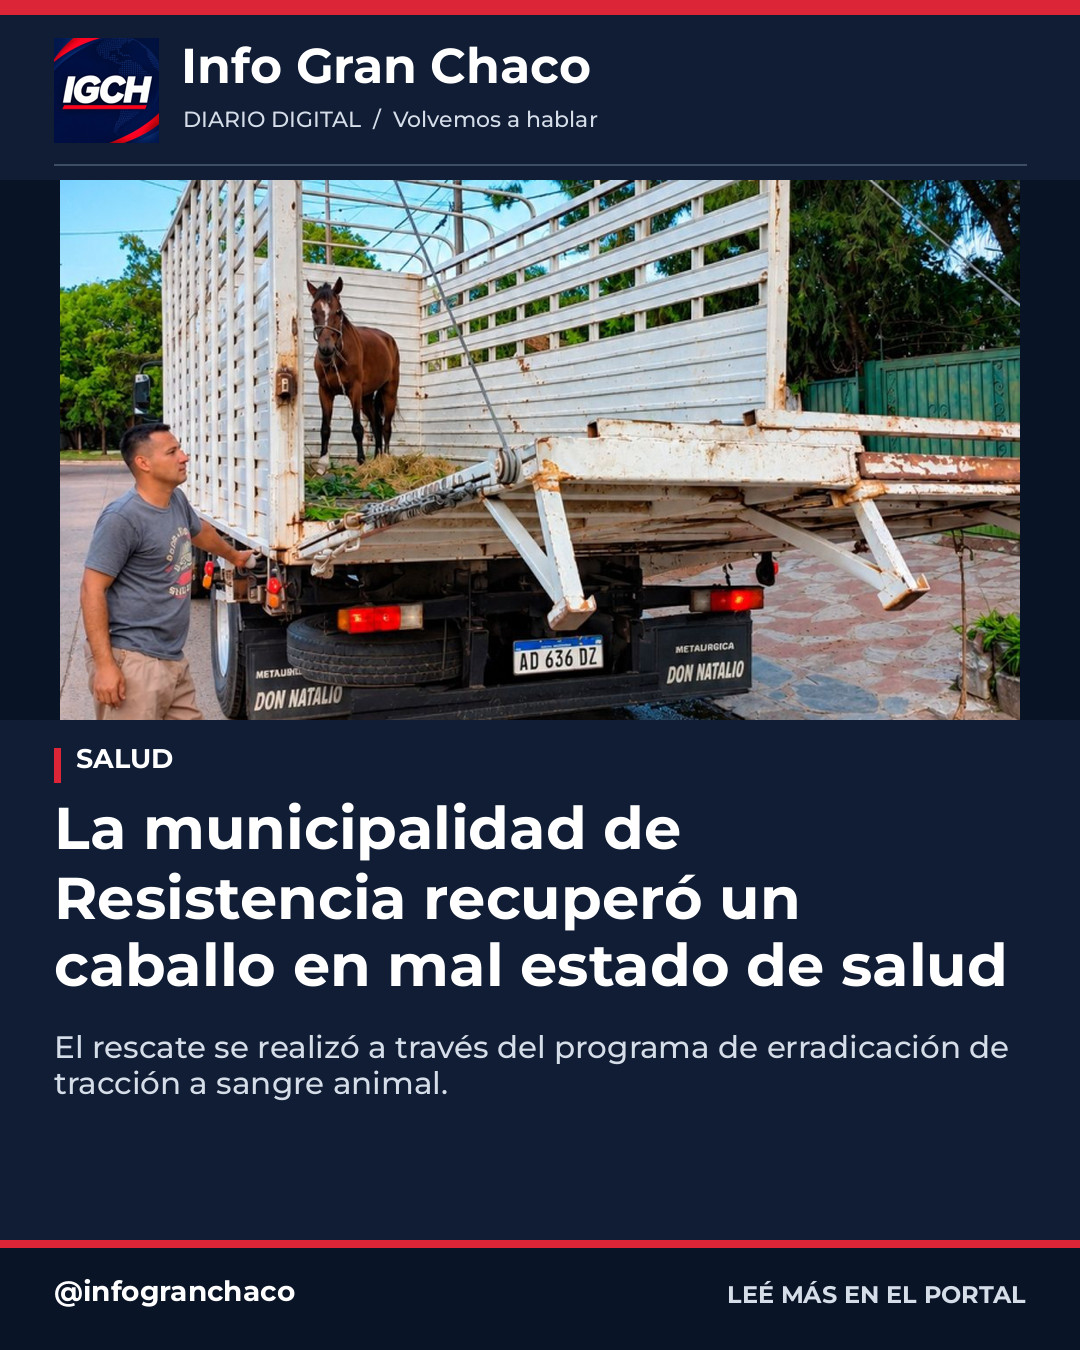 IGCH
Info Gran Chaco
DIARIO DIGITAL / Volvemos a hablar
AD 636 DZ
METALURGICA
DON NATALIO
DON NATALIO
SALUD
La municipalidad de
Resistencia recuperó un
caballo en mal estado de salud
El rescate se realizó a través del programa de erradicación de
tracción a sangre animal.
@infogranchaco
LEÉ MÁS EN EL PORTAL